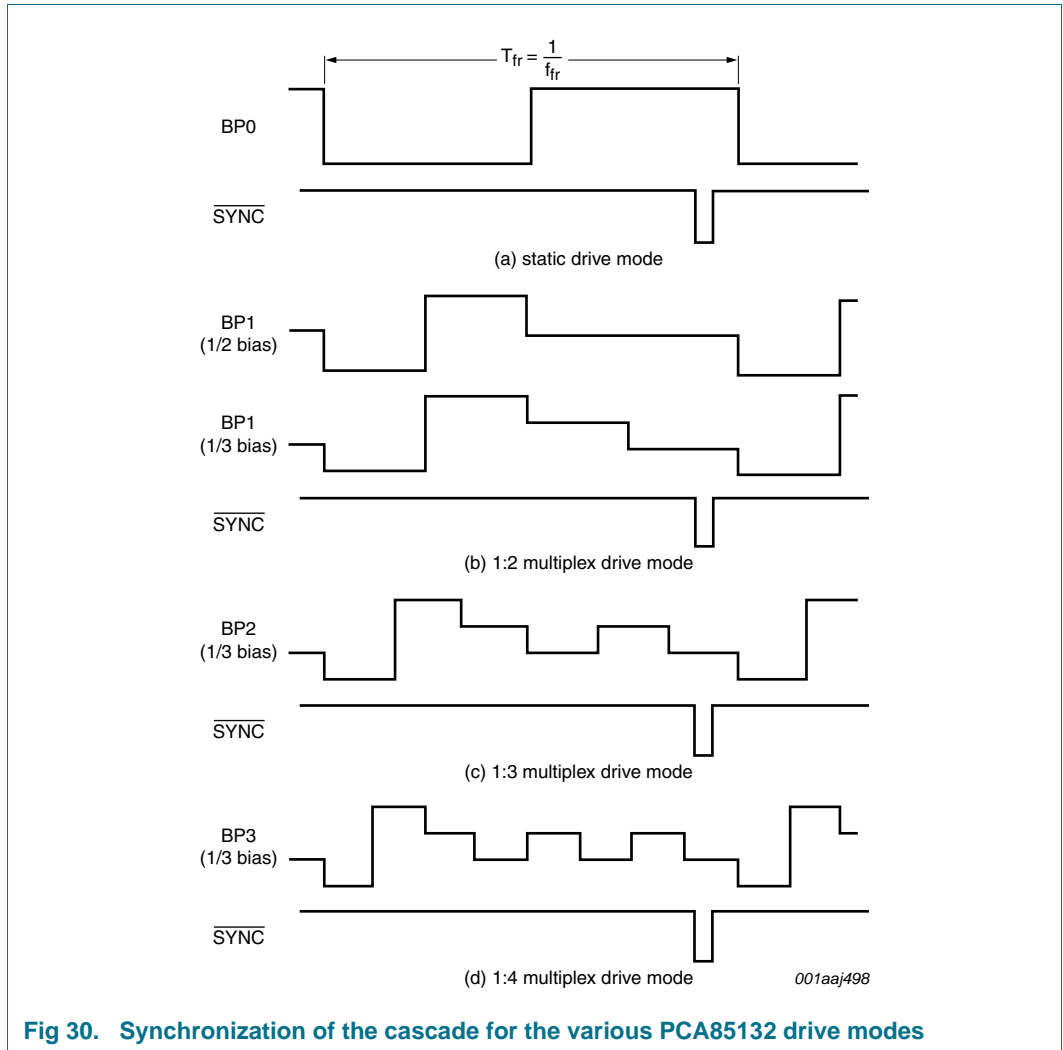 Tfr = 1/ffr
BP0
SYNC
(a) static drive mode
BP1
(1/2 bias)
BP1
(1/3 bias)
SYNC
(b) 1:2 multiplex drive mode
BP2
(1/3 bias)
SYNC
(c) 1:3 multiplex drive mode
BP3
(1/3 bias)
SYNC
(d) 1:4 multiplex drive mode
001aaj498
Fig 30. Synchronization of the cascade for the various PCA85132 drive modes